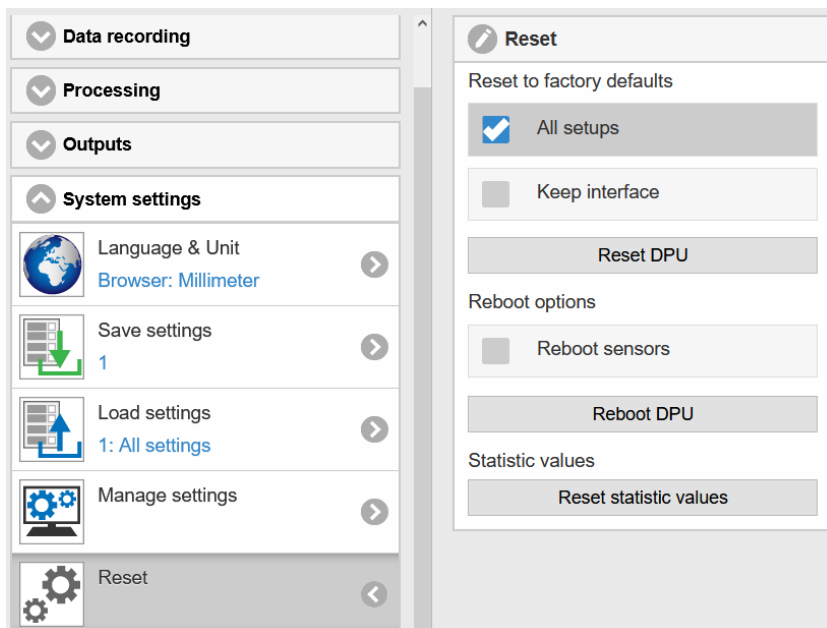 Data recording
Processing
Outputs
System settings
Language & Unit
Browser: Millimeter
Save settings
1
Load settings
1: All settings
Manage settings
Reset
Reset
Reset to factory defaults
All setups
Keep interface
Reset DPU
Reboot options
Reboot sensors
Reboot DPU
Statistic values
Reset statistic values